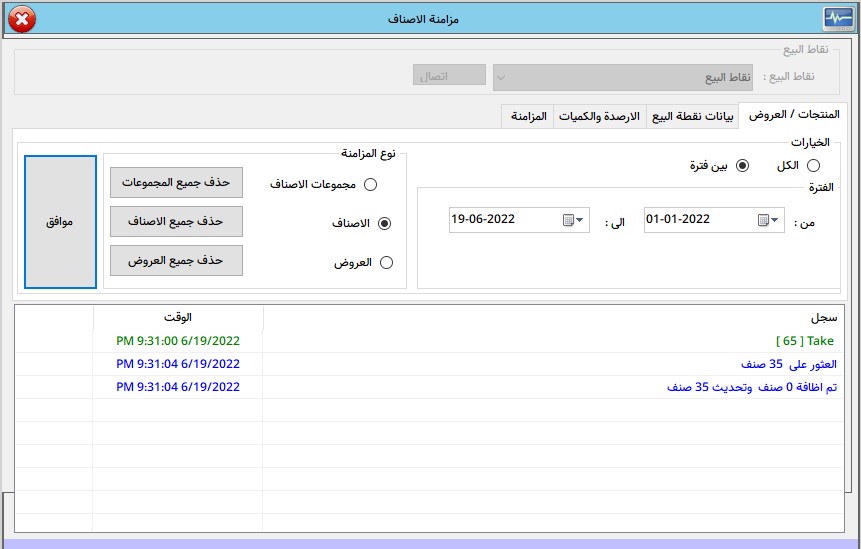 مزامنة الاصناف
نقاط البيع
نقاط البيع : نقاط البيع اتصال
المنتجات / العروض بيانات نقطة البيع الارصدة والكميات المزامنة
الخيارات
الكل بين فترة
الفترة
من : 01-01-2022 الى : 19-06-2022
نوع المزامنة
مجموعات الاصناف حذف جميع المجموعات
الاصناف حذف جميع الاصناف
العروض حذف جميع العروض
موافق
سجل الوقت
[ 65 ] Take 6/19/2022 9:31:00 PM
العثور على 35 صنف 6/19/2022 9:31:04 PM
تم اظافة 0 صنف وتحديث 35 صنف 6/19/2022 9:31:04 PM